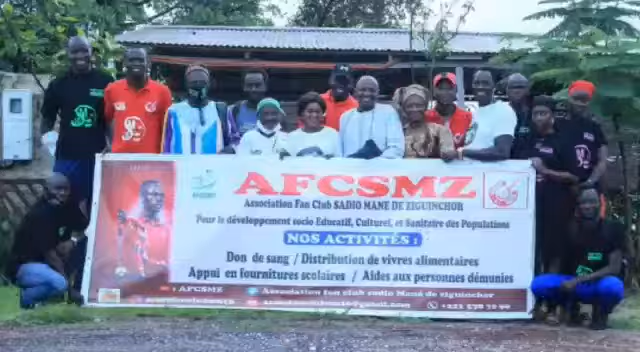 AFCSMZ
Association Fan Club SADIO MANE DE ZIGUINCHOR
Pour le développement socio Educatif, Culturel, et Sanitaire des Populations
NOS ACTIVITÉS :
Don de sang / Distribution de vivres alimentaires
Appui en fournitures scolaires / Aides aux personnes démunies
: AFCSMZ
Association fan club sadio Mané de ziguinchor
+221